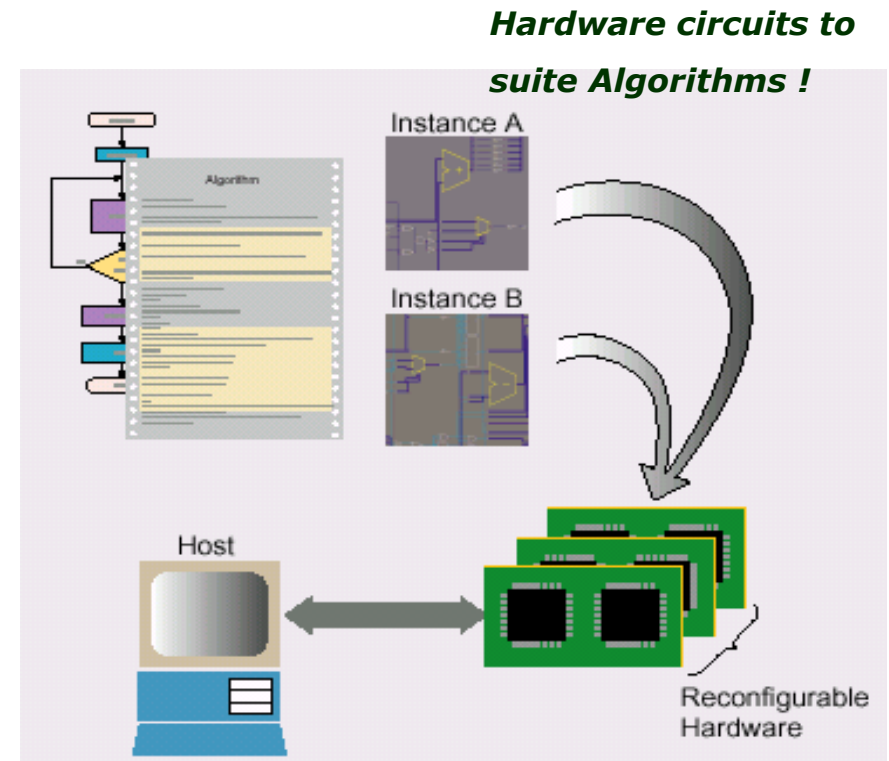 Hardware circuits to
suite Algorithms !
Instance A
Algorithm
Instance B
Host
Reconfigurable
Hardware